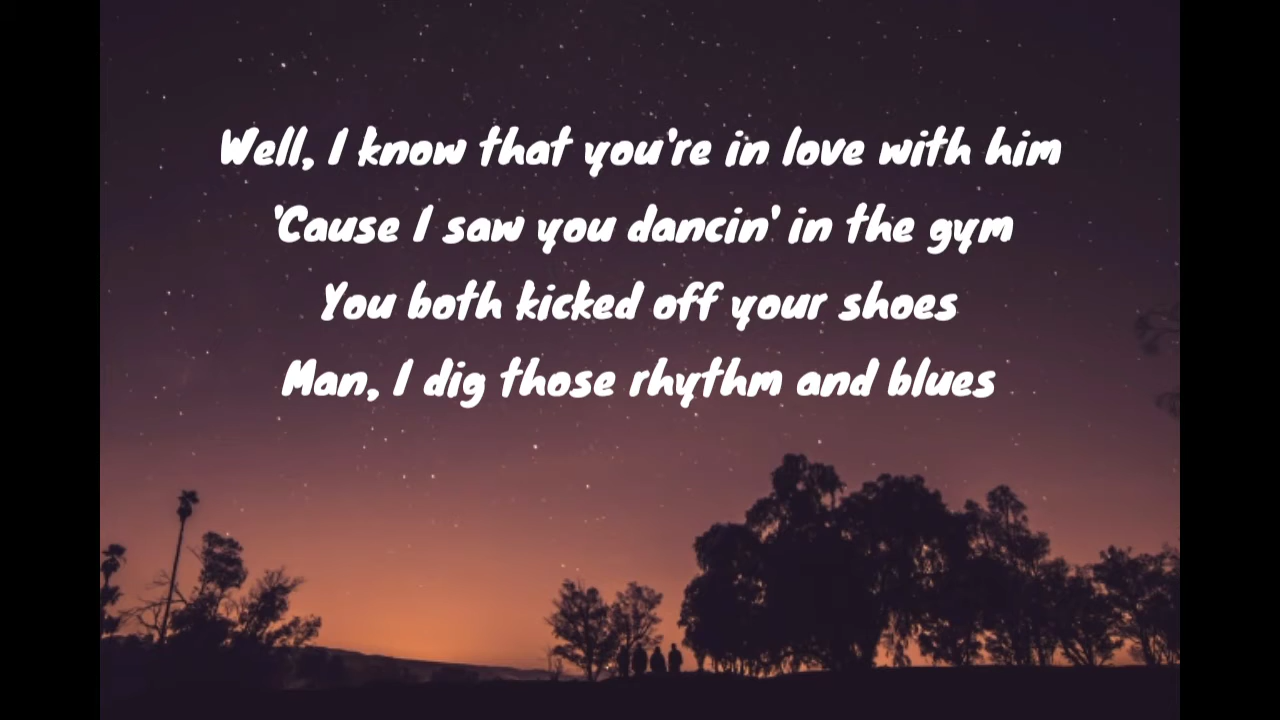 Well, I know that you're in love with him
'Cause I saw you dancin' in the gym
You both kicked off your shoes
Man, I dig those rhythm and blues